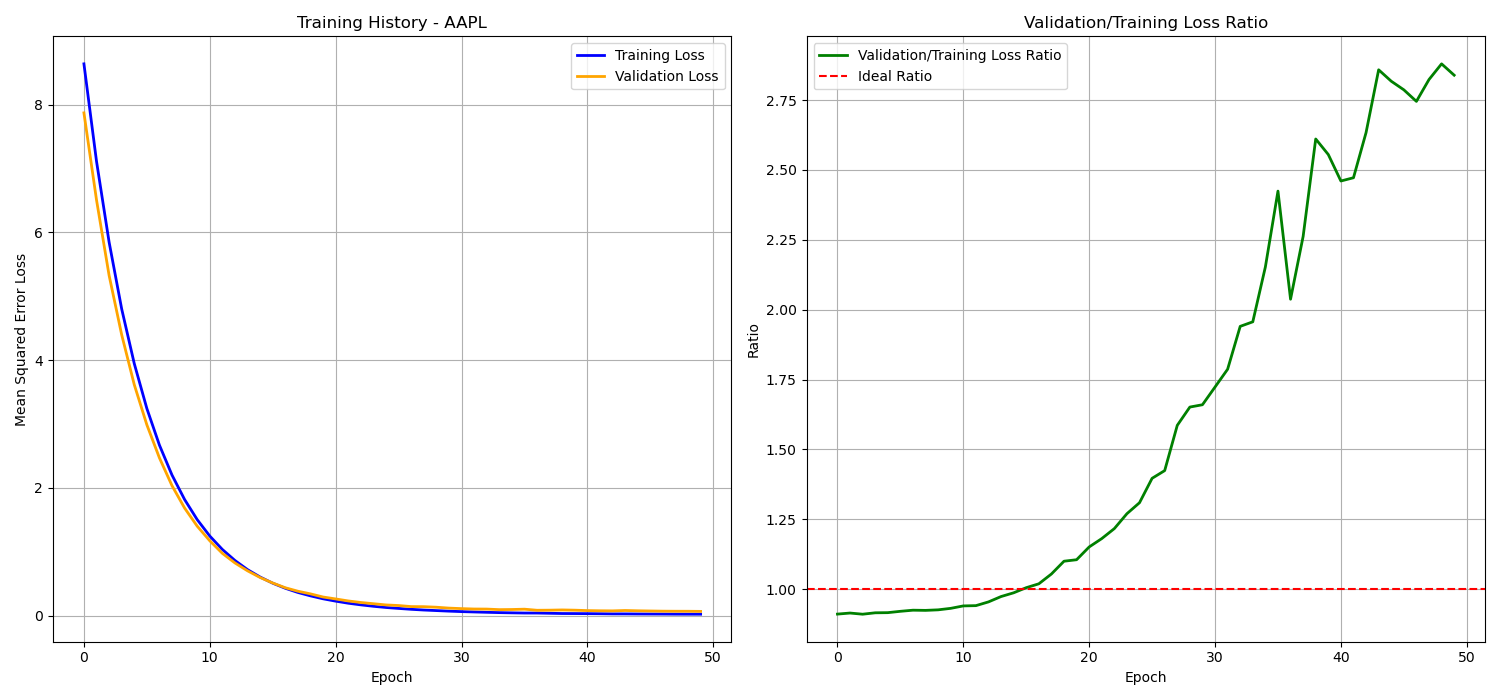 Training History - AAPL
Training Loss
Validation Loss
Mean Squared Error Loss
8
6
4
2
0
0 10 20 30 40 50
Epoch
Validation/Training Loss Ratio
Validation/Training Loss Ratio
Ideal Ratio
Ratio
2.75
2.50
2.25
2.00
1.75
1.50
1.25
1.00
0 10 20 30 40 50
Epoch